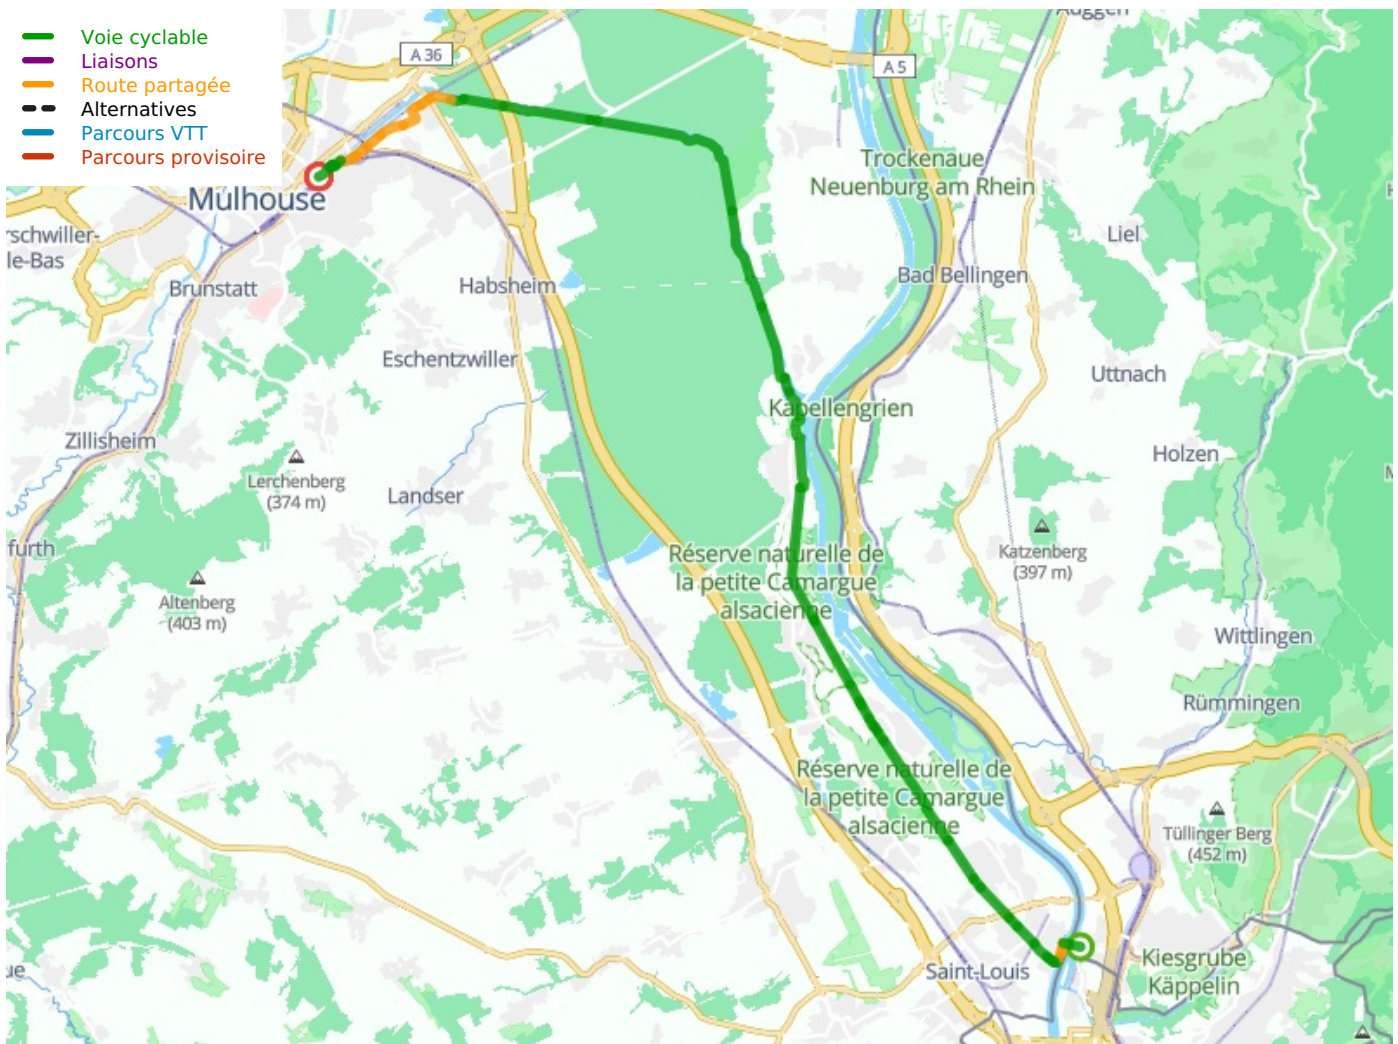 Voie cyclable
Liaisons
Route partagée
Alternatives
Parcours VTT
Parcours provisoire
A 36
A 5
Auggen
Trockenaue
Neuenburg am Rhein
Mulhouse
rschwiller-
le-Bas
Brunstatt
Habsheim
Liel
Bad Bellingen
Eschentzwiller
Uttnach
Kapellengrien
Zillisheim
Lerchenberg
(374 m)
Landser
Holzen
furth
Réserve naturelle de
la petite Camargue
alsacienne
Katzenberg
(397 m)
Altenberg
(403 m)
Wittlingen
Rümmingen
Réserve naturelle de
la petite Camargue
alsacienne
Tüllinger Berg
(452 m)
Saint-Louis
Kiesgrube
Käppelin
ue